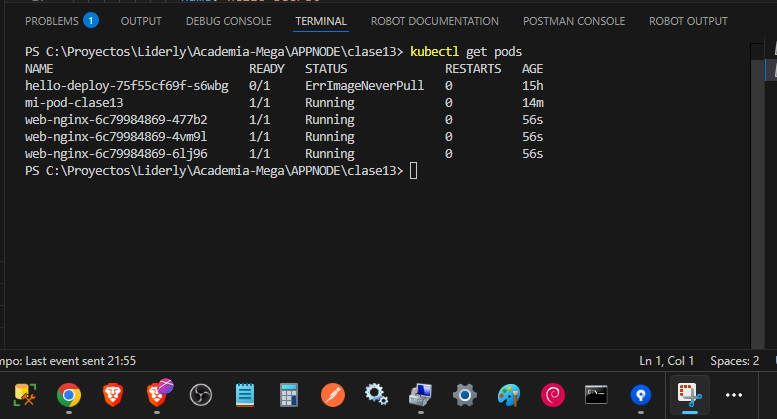 PROBLEMS 1 OUTPUT DEBUG CONSOLE TERMINAL ROBOT DOCUMENTATION POSTMAN CONSOLE ROBOT OUTPUT
PS C:\Proyectos\Liderly\Academia-Mega\APPNODE\clase13> kubectl get pods
NAME READY STATUS RESTARTS AGE
hello-deploy-75f55cf69f-s6wbg 0/1 ErrImageNeverPull 0 15h
mi-pod-clase13 1/1 Running 0 14m
web-nginx-6c79984869-477b2 1/1 Running 0 56s
web-nginx-6c79984869-4vm9l 1/1 Running 0 56s
web-nginx-6c79984869-6lj96 1/1 Running 0 56s
PS C:\Proyectos\Liderly\Academia-Mega\APPNODE\clase13>
mpo: Last event sent 21:55 Ln 1, Col 1 Spaces: 2